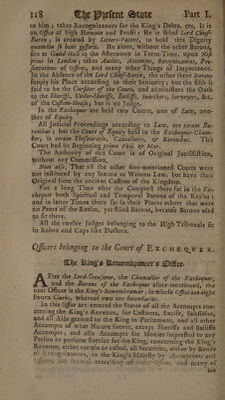 118 The Present State Part I.
to him; takes Recognizances for the King's Debts, &c. It is
an Office of high Honour and Profit: He is stiled Lord Chief-
Baron, is created by Letters-Patent, to hold this Dignity
quamdiu se bene gesserit. He alone, without the other Barons,
sits at Guild-Hall in the Afternoon in Term-Time, upon Nisi
prius in London; takes Audits, Accompts, Recognizances, Pre-
sentations of Offices, and many other Things of Importance.
In the Absence of the Lord Chief-Baron, the other three Barons
supply his Place according to their Seniority; but the fifth is
said to be the Cursitor of the Court, and administers the Oath
to the Sheriffs, Under-Sheriffs, Bailiffs, Searchers, Surveyors, &c.
of the Custom-House; but is no Judge.
In the Exchequer are held two Courts, one of Law, ano-
ther of Equity.
All Judicial Proceedings according to Law, are coram Ba-
ronibus; but the Court of Equity held in the Exchequer-Cham-
ber, is coram Thesaurario, Cancellario, & Baronibus. This
Court had its Beginning primo Phil. & Mar.
The Authority of this Court is of Original Jurisdiction,
without any Commission.
Note also, That all the other fore-mentioned Courts were
not instituted by any Statute or Written Law, but have their
Original from the ancient Custom of the Kingdom.
For a long Time after the Conquest there sat in the Ex-
chequer both Spiritual and Temporal Barons of the Realm;
and in latter Times there sat in their Places others that were
no Peers of the Realm, yet stiled Barons, because Barons used
to sit there.
All the twelve Judges belonging to the High Tribunals sit
in Robes and Caps like Doctors.
Officers belonging to the Court of EXCHEQUER.
The King's Remembrancer's Office.
After the Lord-Treasurer, the Chancellor of the Exchequer,
and the Barons of the Exchequer afore-mentioned, the
next Officer is the King's Remembrancer, in whose Office are eight
sworn Clerks, whereof two are Secondaries.
In this Office are entred the State of all the Accompts con-
cerning the King's Revenue, for Customs, Excise, Subsidies,
and all Aids granted to the King in Parliament, and all other
Accompts of what Nature soever, except Sheriffs and Bailiffs
Accompts; and also Accompts for Monies impressed to any
Person to perform Service for the King, concerning the King's
Revenue, either certain or casual, all Securities, either by Bonds
or Recognizances, to the King's Majesty by Accomptants and
Officers, and many of
his